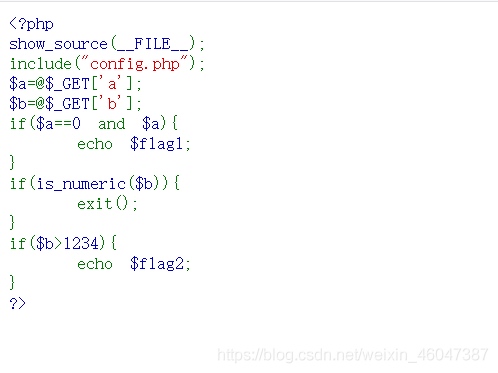 <?php
show_source(__FILE__);
include("config.php");
$a=@$_GET['a'];
$b=@$_GET['b'];
if($a==0 and $a){
echo $flag1;
}
if(is_numeric($b)){
exit();
}
if($b>1234){
echo $flag2;
}
?>
https://blog.csdn.net/weixin_46047387